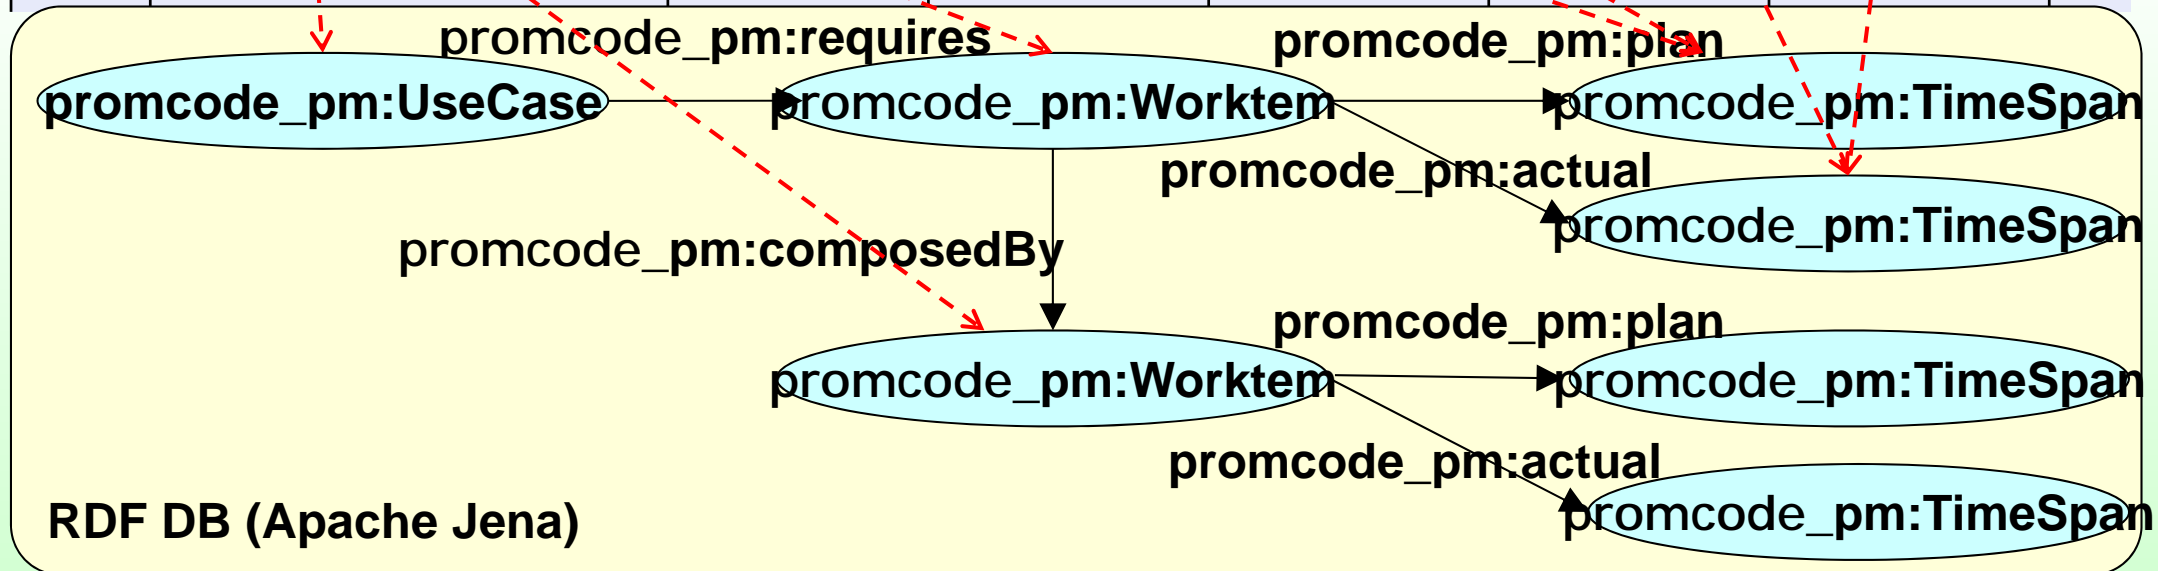 promcode_pm:requires
promcode_pm:plan
promcode_pm:UseCase
promcode_pm:Worktem
promcode_pm:TimeSpan
promcode_pm:actual
promcode_pm:TimeSpan
promcode_pm:composedBy
promcode_pm:plan
promcode_pm:Worktem
promcode_pm:TimeSpan
promcode_pm:actual
promcode_pm:TimeSpan
RDF DB (Apache Jena)